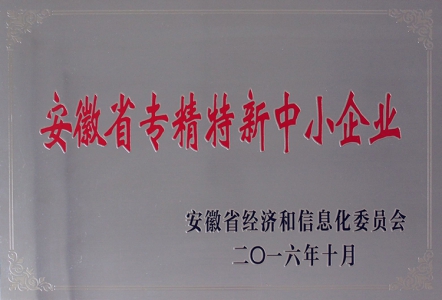 安徽省专精特新中小企业
安徽省经济和信息化委员会
二〇一六年十月